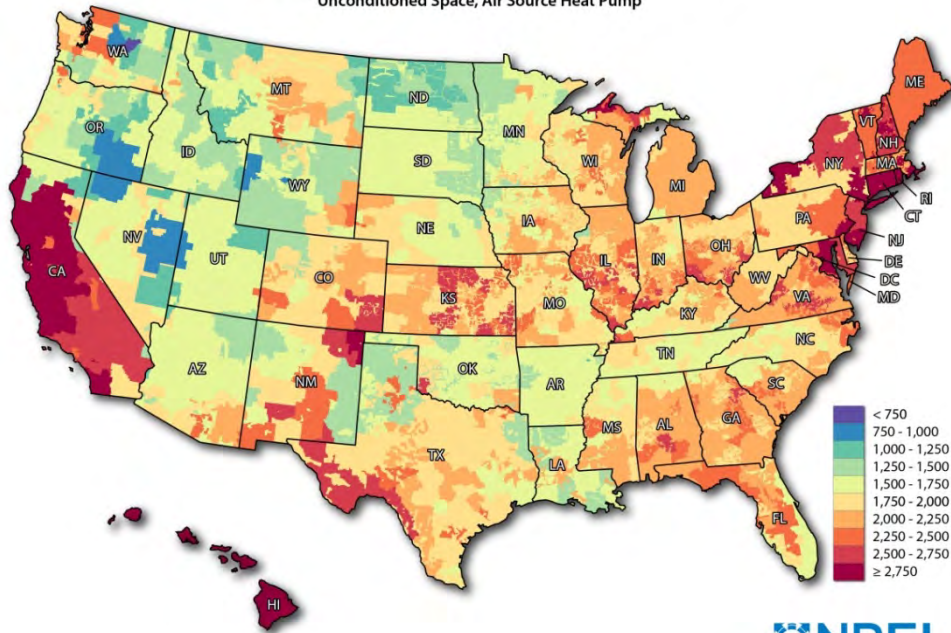 Unconditioned Space, Air Source Heat Pump
WA
MT
ND
ME
OR
ID
MN
VT
NH
SD
WI
NY
MA
WY
MI
RI
CT
IA
PA
NE
NJ
NV
OH
DE
UT
IL
IN
DC
CO
WV
MD
CA
KS
VA
MO
KY
NC
TN
AZ
OK
NM
AR
SC
MS
AL
GA
TX
LA
FL
HI
< 750
750 - 1,000
1,000 - 1,250
1,250 - 1,500
1,500 - 1,750
1,750 - 2,000
2,000 - 2,250
2,250 - 2,500
2,500 - 2,750
≥ 2,750